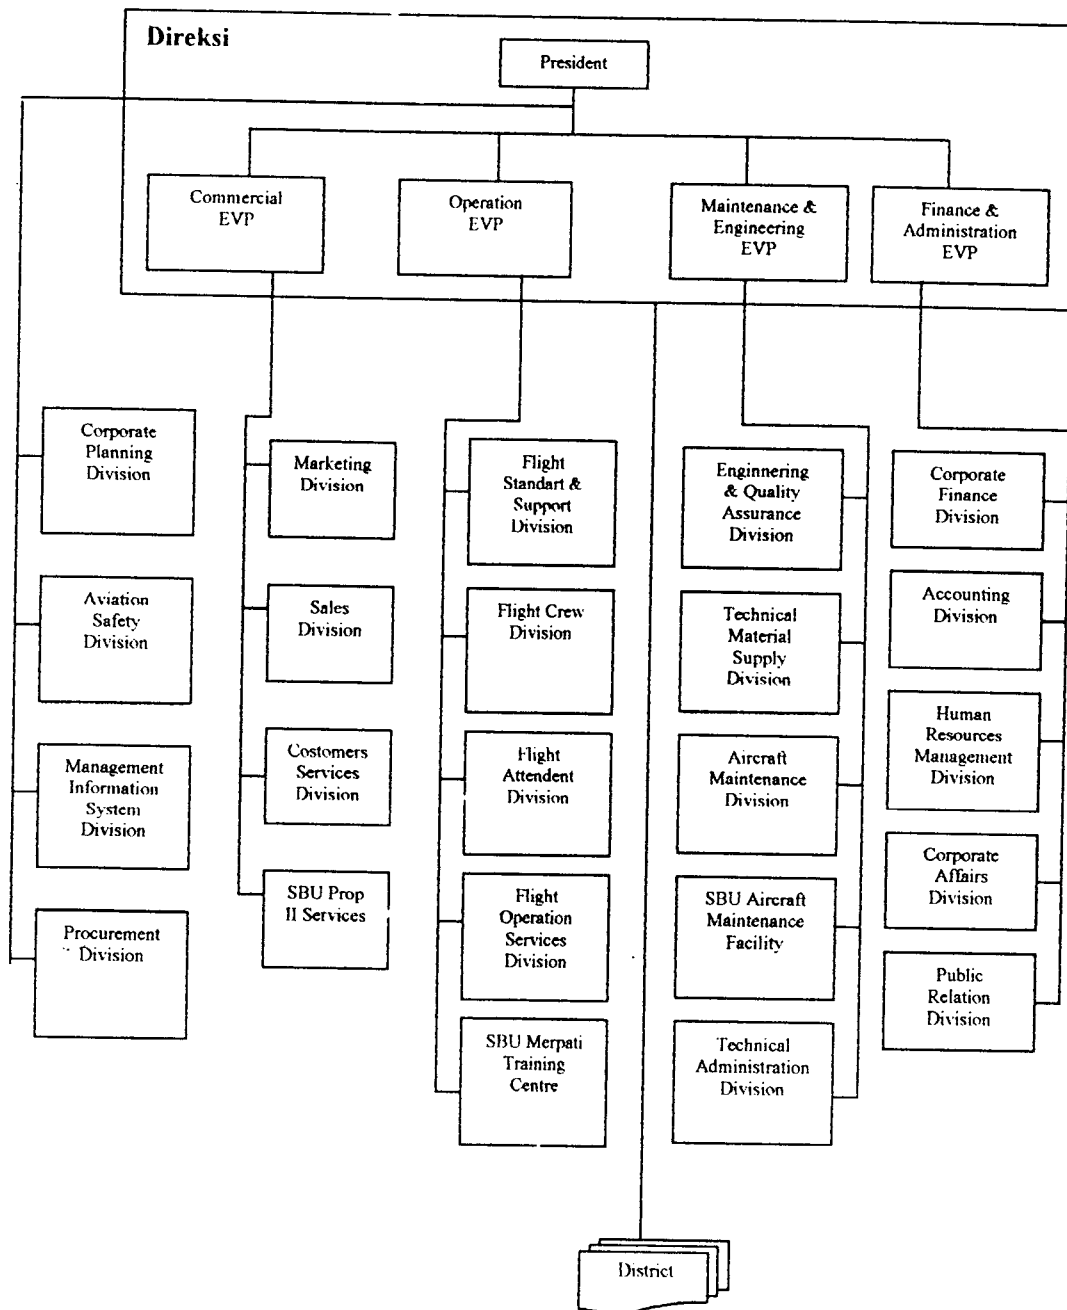 Direksi
President
Commercial
EVP
Operation
EVP
Maintenance &
Engineering
EVP
Finance &
Administration
EVP
Corporate
Planning
Division
Aviation
Safety
Division
Management
Information
System
Division
Procurement
Division
Marketing
Division
Sales
Division
Costomers
Services
Division
SBU Prop
II Services
Flight
Standart &
Support
Division
Flight Crew
Division
Flight
Attendent
Division
Flight
Operation
Services
Division
SBU Merpati
Training
Centre
Enginnering
& Quality
Assurance
Division
Technical
Material
Supply
Division
Aircraft
Maintenance
Division
SBU Aircraft
Maintenance
Facility
Technical
Administration
Division
Corporate
Finance
Division
Accounting
Division
Human
Resources
Management
Division
Corporate
Affairs
Division
Public
Relation
Division
District